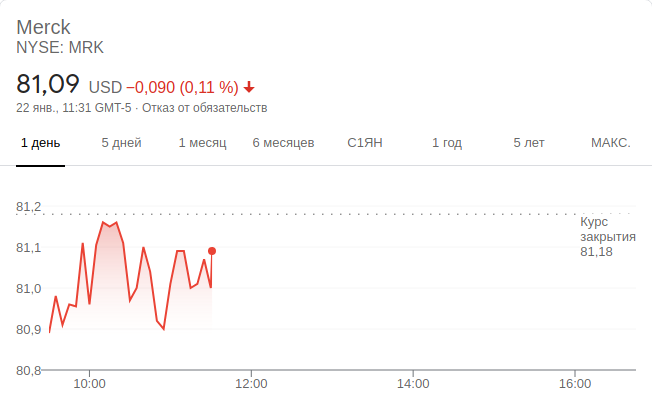 Merck
NYSE: MRK
81,09 USD −0,090 (0,11 %)
22 янв., 11:31 GMT-5 · Отказ от обязательств
1 день 5 дней 1 месяц 6 месяцев С1ЯН 1 год 5 лет МАКС.
81,2
Курс
закрытия
81,18
81,1
81,0
80,9
80,8
10:00 12:00 14:00 16:00